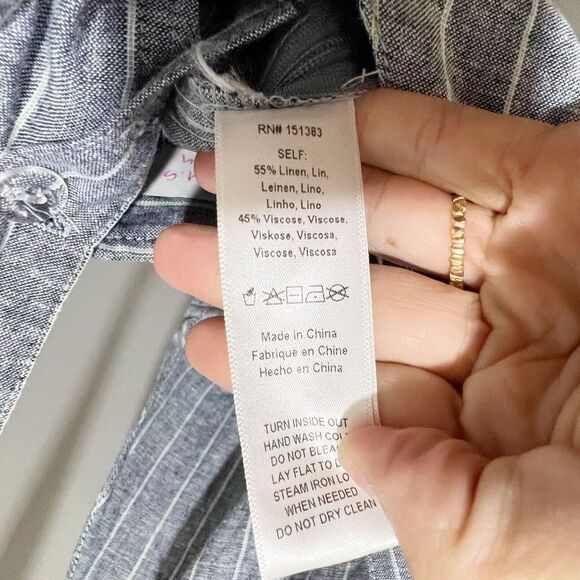 RN# 151383
SELF:
55% Linen, Lin,
Leinen, Lino,
Linho, Lino
45% Viscose, Viscose,
Viskose, Viscosa,
Viscose, Viscosa
Made in China
Fabriqué en Chine
Hecho en China
TURN INSIDE OUT
HAND WASH
DO NOT
LAY FLAT TO
STEAM IRON
WHEN NEEDED
DO NOT DRY CLEAN